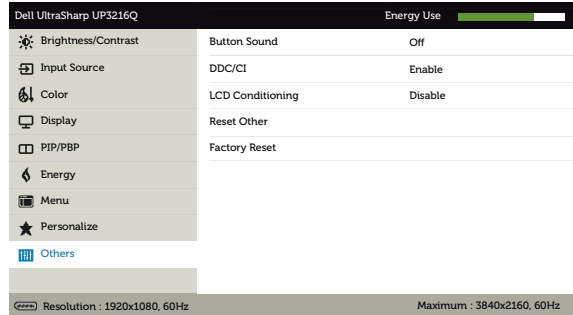 Dell UltraSharp UP3216Q Energy Use
Brightness/Contrast Button Sound Off
Input Source DDC/CI Enable
Color LCD Conditioning Disable
Display Reset Other
PIP/PBP Factory Reset
Energy
Menu
Personalize
Others
Resolution : 1920x1080, 60Hz Maximum : 3840x2160, 60Hz